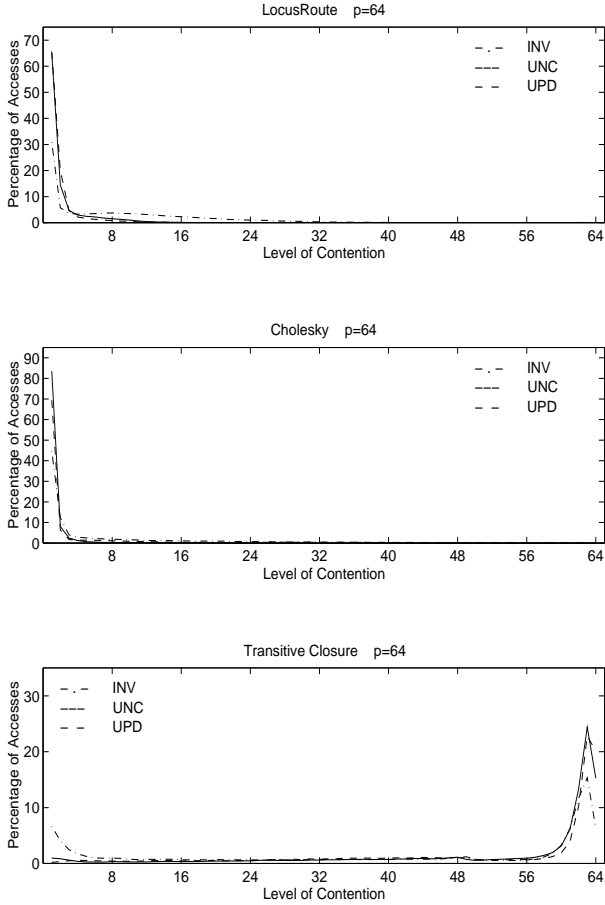 LocusRoute p=64
Percentage of Accesses
70
60
50
40
30
20
10
0
INV
UNC
UPD
8 16 24 32 40 48 56 64
Level of Contention
Cholesky p=64
Percentage of Accesses
90
80
70
60
50
40
30
20
10
0
INV
UNC
UPD
8 16 24 32 40 48 56 64
Level of Contention
Transitive Closure p=64
Percentage of Accesses
30
20
10
0
INV
UNC
UPD
8 16 24 32 40 48 56 64
Level of Contention